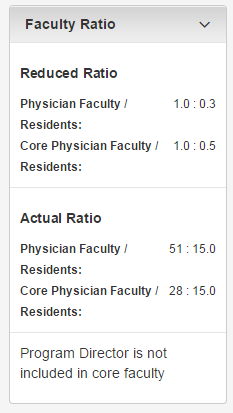 Faculty Ratio
Reduced Ratio
Physician Faculty / 1.0 : 0.3
Residents:
Core Physician Faculty / 1.0 : 0.5
Residents:
Actual Ratio
Physician Faculty / 51 : 15.0
Residents:
Core Physician Faculty / 28 : 15.0
Residents:
Program Director is not
included in core faculty